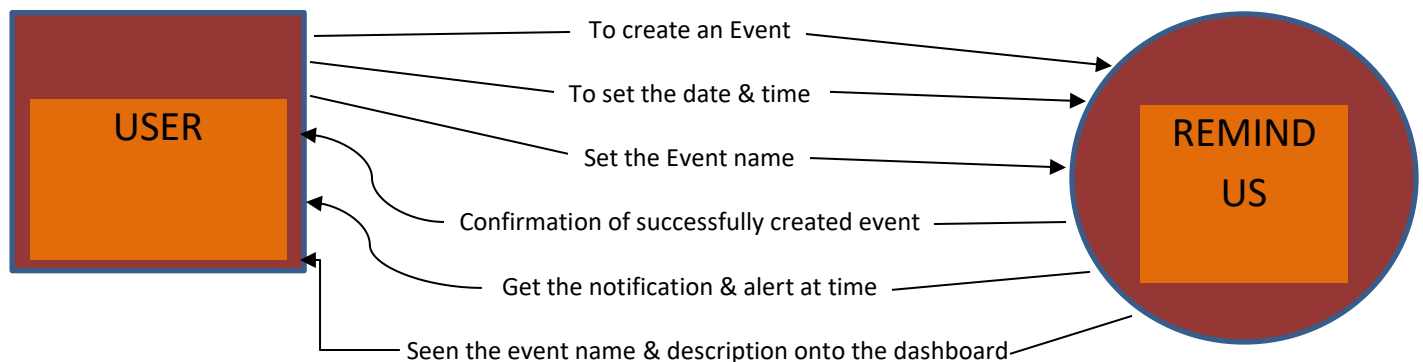 To create an Event
To set the date & time
USER
REMIND
US
Set the Event name
Confirmation of successfully created event
Get the notification & alert at time
Seen the event name & description onto the dashboard